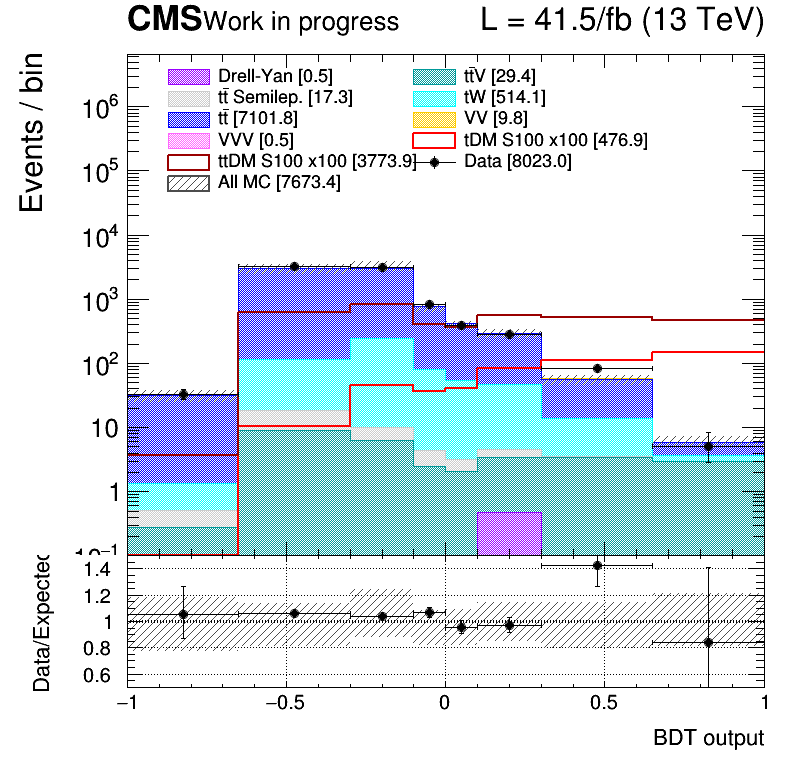 CMS Work in progress L = 41.5/fb (13 TeV)
Events / bin
Drell-Yan [0.5] tt̄V [29.4]
tt̄ Semilep. [17.3] tW [514.1]
tt̄ [7101.8] VV [9.8]
VVV [0.5] tDM S100 x100 [476.9]
ttDM S100 x100 [3773.9] Data [8023.0]
All MC [7673.4]
10⁶
10⁵
10⁴
10³
10²
10
1
10⁻¹
Data/Expected
1.4
1.2
1
0.8
0.6
−1 −0.5 0 0.5 1
BDT output